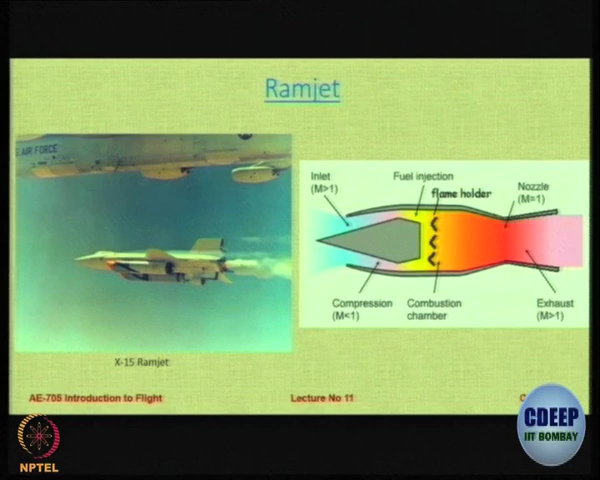 Ramjet
AIR FORCE
Inlet
(M>1)
Fuel injection
flame holder
Nozzle
(M=1)
Compression
(M<1)
Combustion
chamber
Exhaust
(M>1)
X-15 Ramjet
AE-705 Introduction to Flight
Lecture No 11
CDEEP
IIT BOMBAY
NPTEL